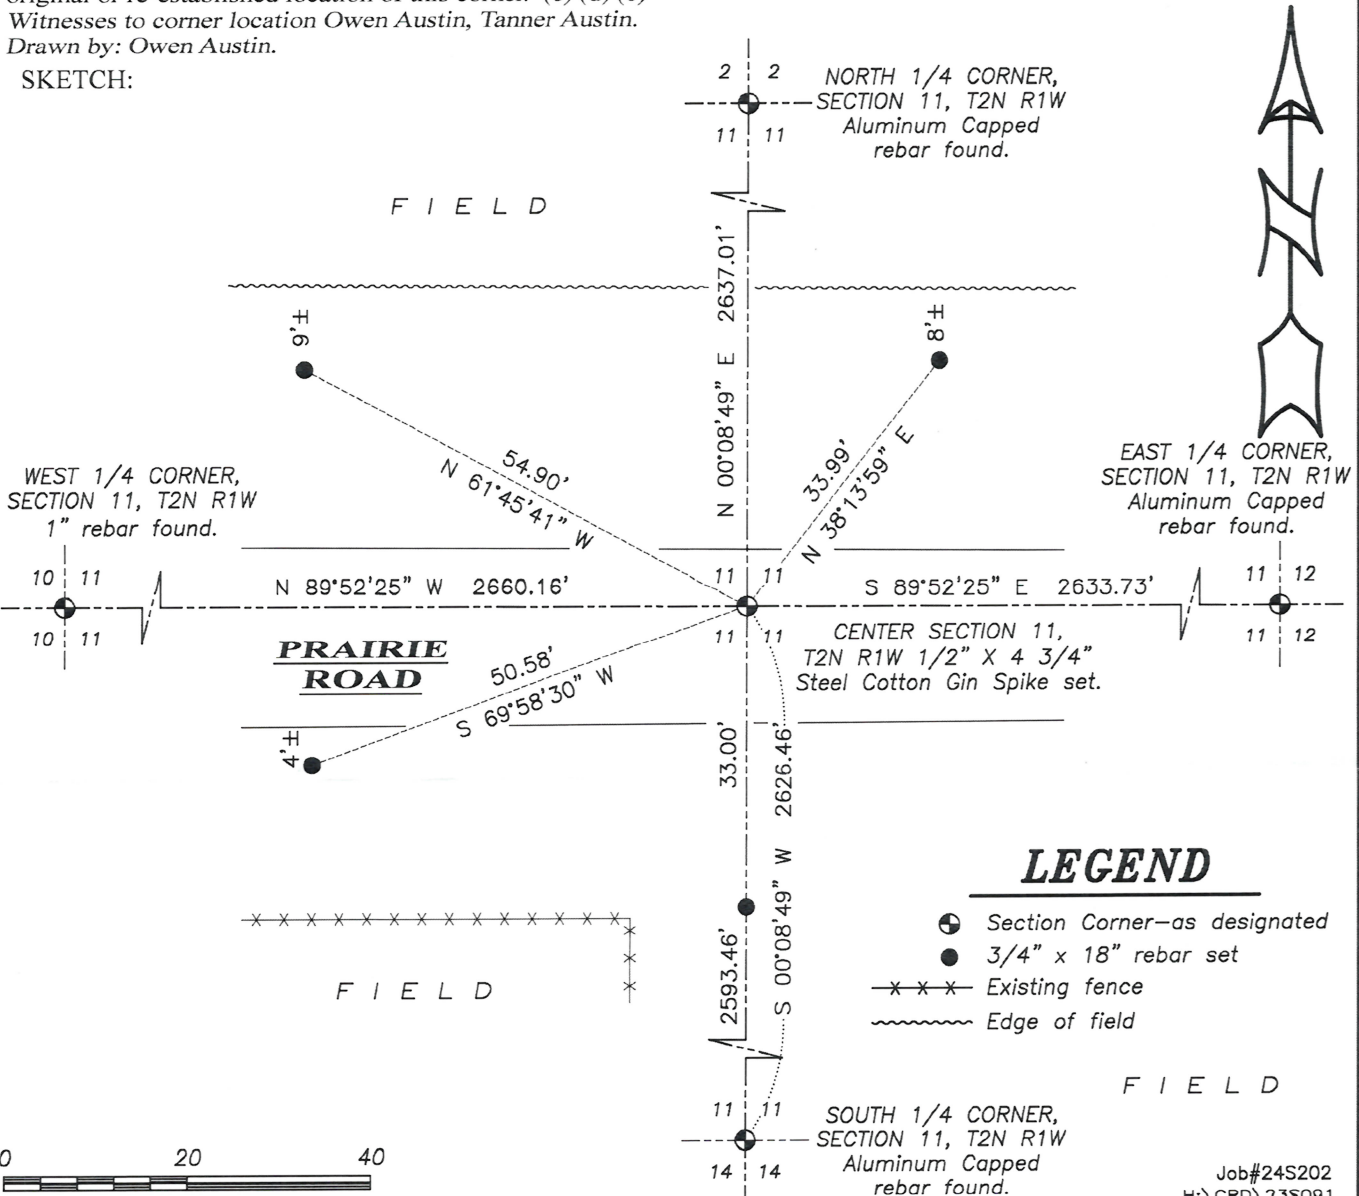 Witnesses to corner location Owen Austin, Tanner Austin.
Drawn by: Owen Austin.
SKETCH:
2 2
11 11
NORTH 1/4 CORNER,
SECTION 11, T2N R1W
Aluminum Capped
rebar found.
F I E L D
N 00°08'49" E 2637.01'
9'±
8'±
54.90'
N 61°45'41" W
33.99'
N 38°13'59" E
WEST 1/4 CORNER,
SECTION 11, T2N R1W
1" rebar found.
EAST 1/4 CORNER,
SECTION 11, T2N R1W
Aluminum Capped
rebar found.
10 11
10 11
N 89°52'25" W 2660.16'
11 11
11 11
S 89°52'25" E 2633.73'
11 12
11 12
PRAIRIE
ROAD
CENTER SECTION 11,
T2N R1W 1/2" X 4 3/4"
Steel Cotton Gin Spike set.
50.58'
S 69°58'30" W
4'±
33.00'
S 00°08'49" W 2626.46'
2593.46'
F I E L D
LEGEND
Section Corner-as designated
3/4" x 18" rebar set
Existing fence
Edge of field
F I E L D
11 11
14 14
SOUTH 1/4 CORNER,
SECTION 11, T2N R1W
Aluminum Capped
rebar found.
0 20 40
Job#24S202